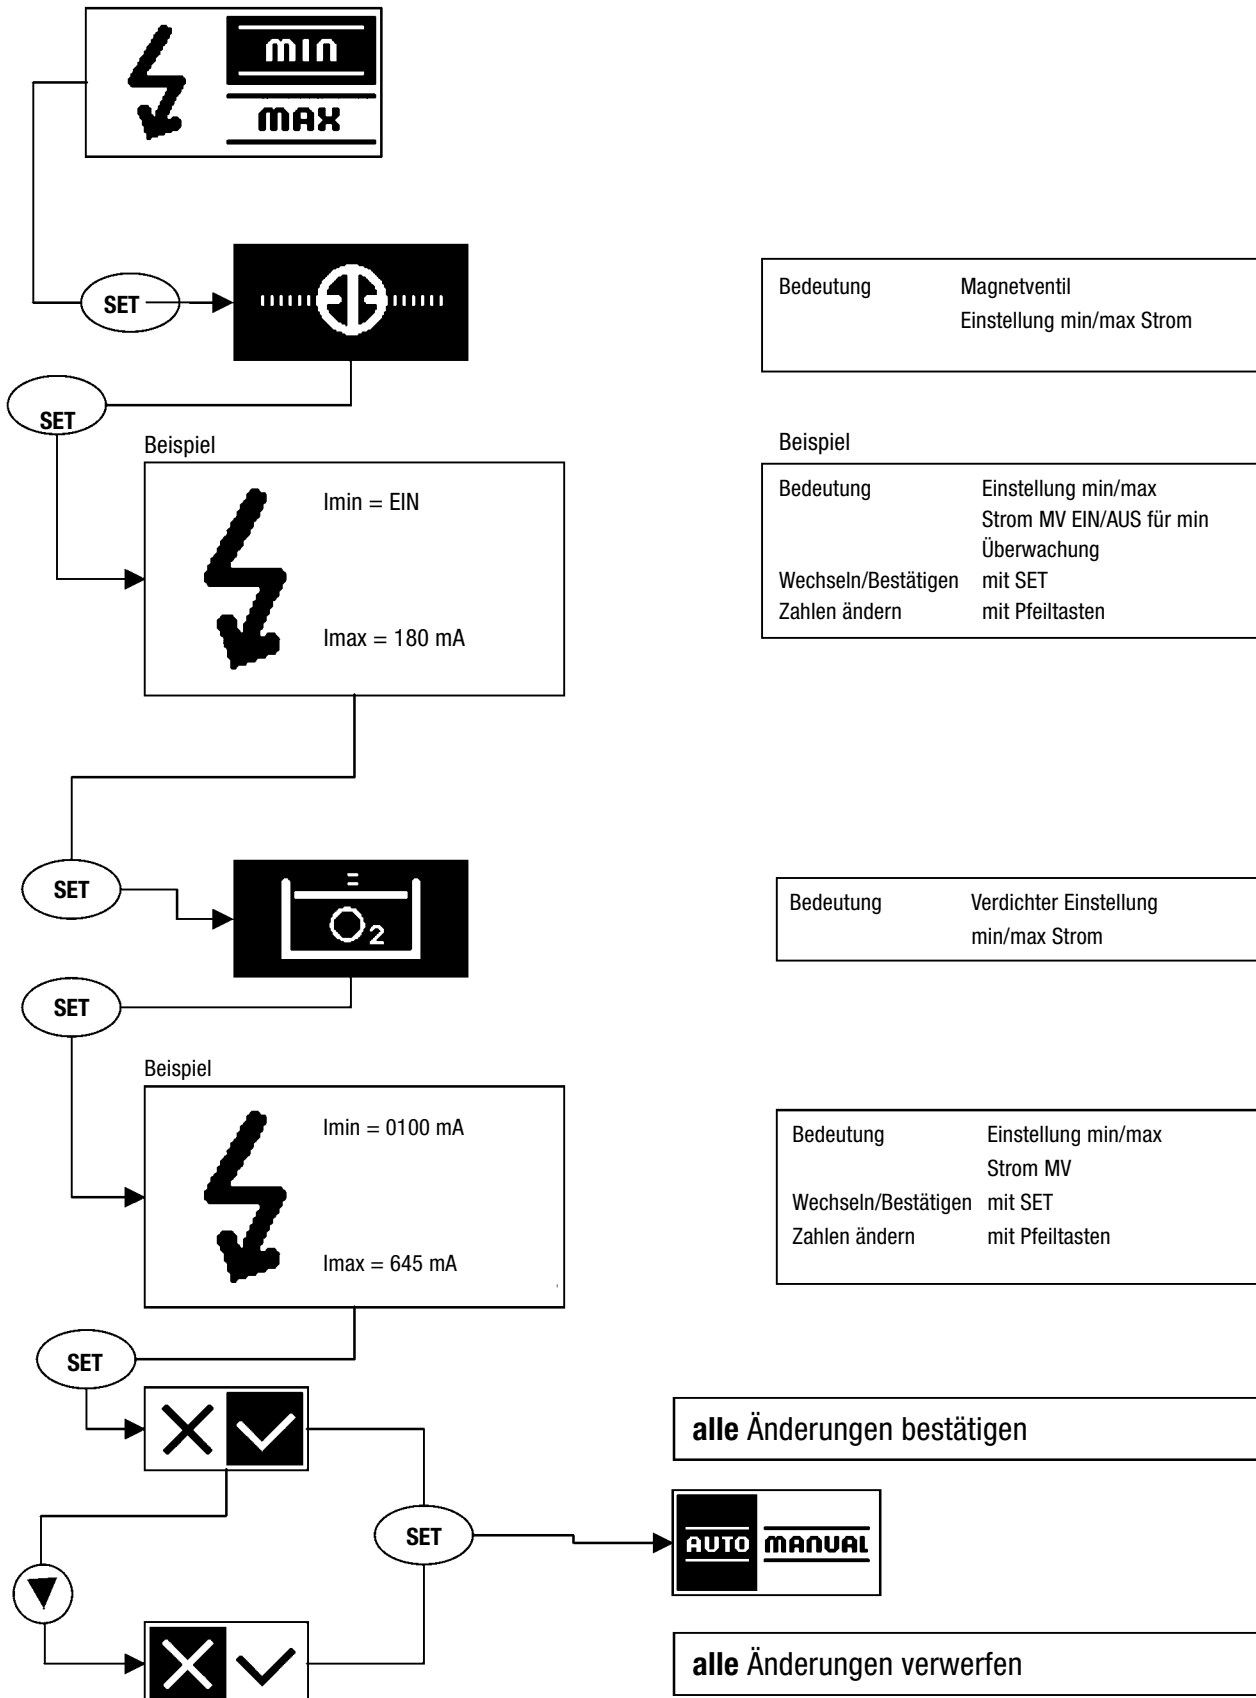 min
MAX
SET
Bedeutung Magnetventil
Einstellung min/max Strom
SET
Beispiel
Imin = EIN
Imax = 180 mA
Beispiel
Bedeutung Einstellung min/max
Strom MV EIN/AUS für min
Überwachung
Wechseln/Bestätigen mit SET
Zahlen ändern mit Pfeiltasten
SET
O2
Bedeutung Verdichter Einstellung
min/max Strom
SET
Beispiel
Imin = 0100 mA
Imax = 645 mA
Bedeutung Einstellung min/max
Strom MV
Wechseln/Bestätigen mit SET
Zahlen ändern mit Pfeiltasten
SET
alle Änderungen bestätigen
SET
AUTO MANUAL
alle Änderungen verwerfen